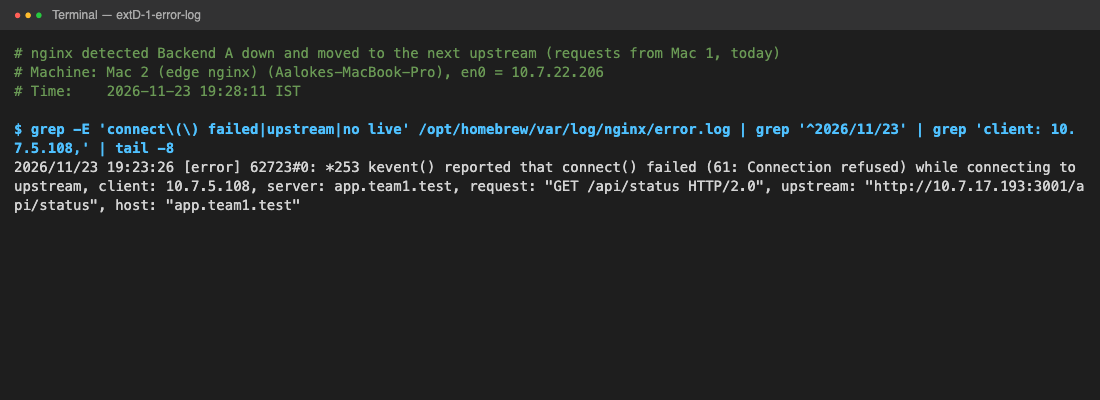 Terminal — extD-1-error-log
# nginx detected Backend A down and moved to the next upstream (requests from Mac 1, today)
# Machine: Mac 2 (edge nginx) (Aalokes-MacBook-Pro), en0 = 10.7.22.206
# Time:    2026-11-23 19:28:11 IST
$ grep -E 'connect\(\) failed|upstream|no live' /opt/homebrew/var/log/nginx/error.log | grep '^2026/11/23' | grep 'client: 10.
7.5.108,' | tail -8
2026/11/23 19:23:26 [error] 62723#0: *253 kevent() reported that connect() failed (61: Connection refused) while connecting to
upstream, client: 10.7.5.108, server: app.team1.test, request: "GET /api/status HTTP/2.0", upstream: "http://10.7.17.193:3001/a
pi/status", host: "app.team1.test"